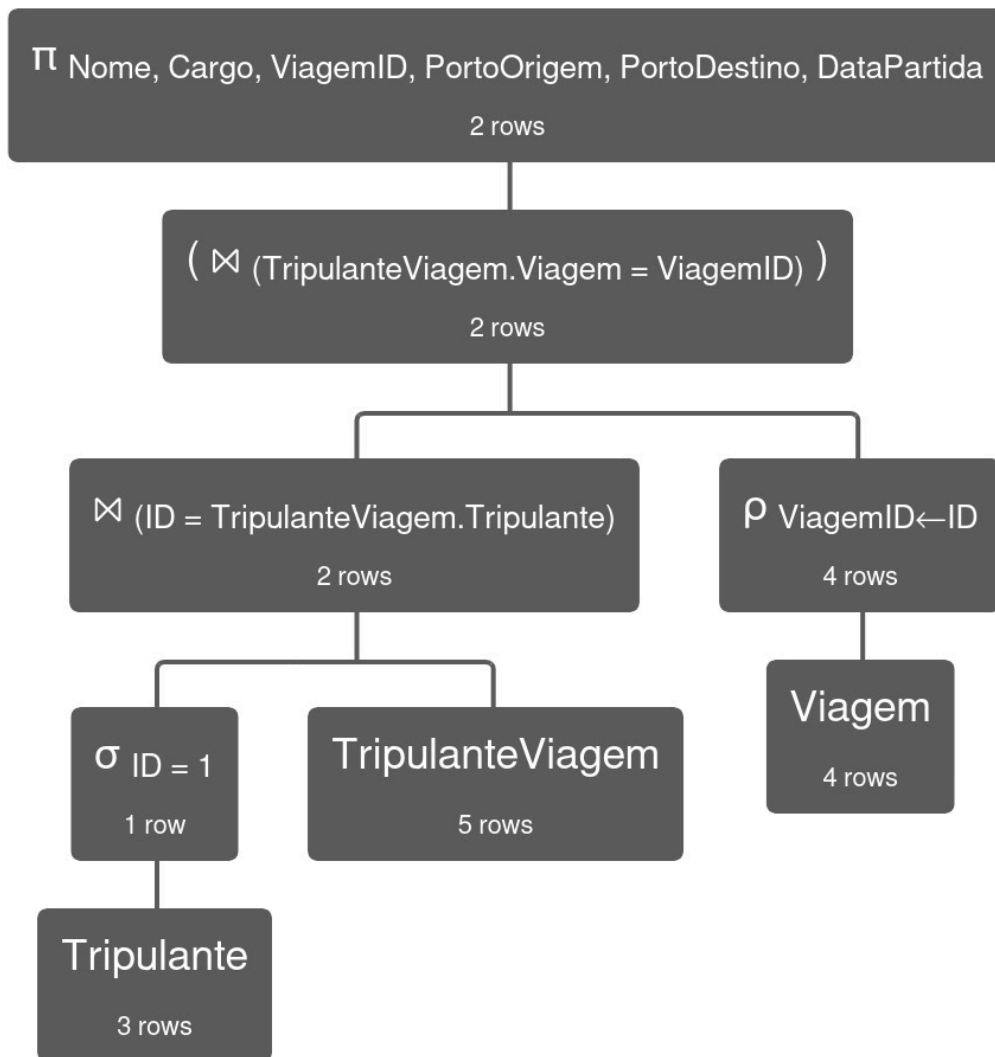 π Nome, Cargo, ViagemID, PortoOrigem, PortoDestino, DataPartida
2 rows
( ⋈ (TripulanteViagem.Viagem = ViagemID) )
2 rows
⋈ (ID = TripulanteViagem.Tripulante)
2 rows
ρ ViagemID←ID
4 rows
σ ID = 1
1 row
TripulanteViagem
5 rows
Viagem
4 rows
Tripulante
3 rows